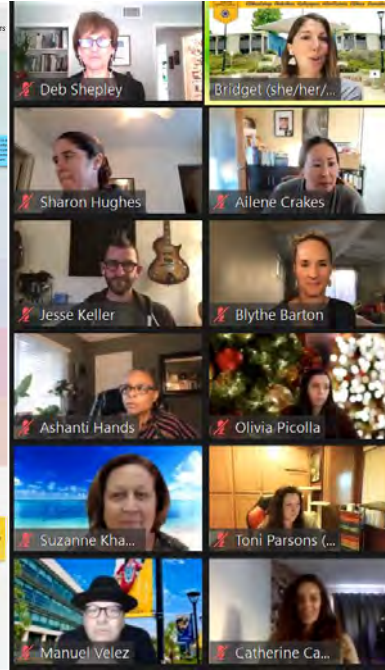 Deb Shepley
Bridget (she/her/...
Sharon Hughes
Ailene Crakes
Jesse Keller
Blythe Barton
Ashanti Hands
Olivia Picolla
Suzanne Kha...
Toni Parsons (...
Manuel Velez
Catherine Ca...